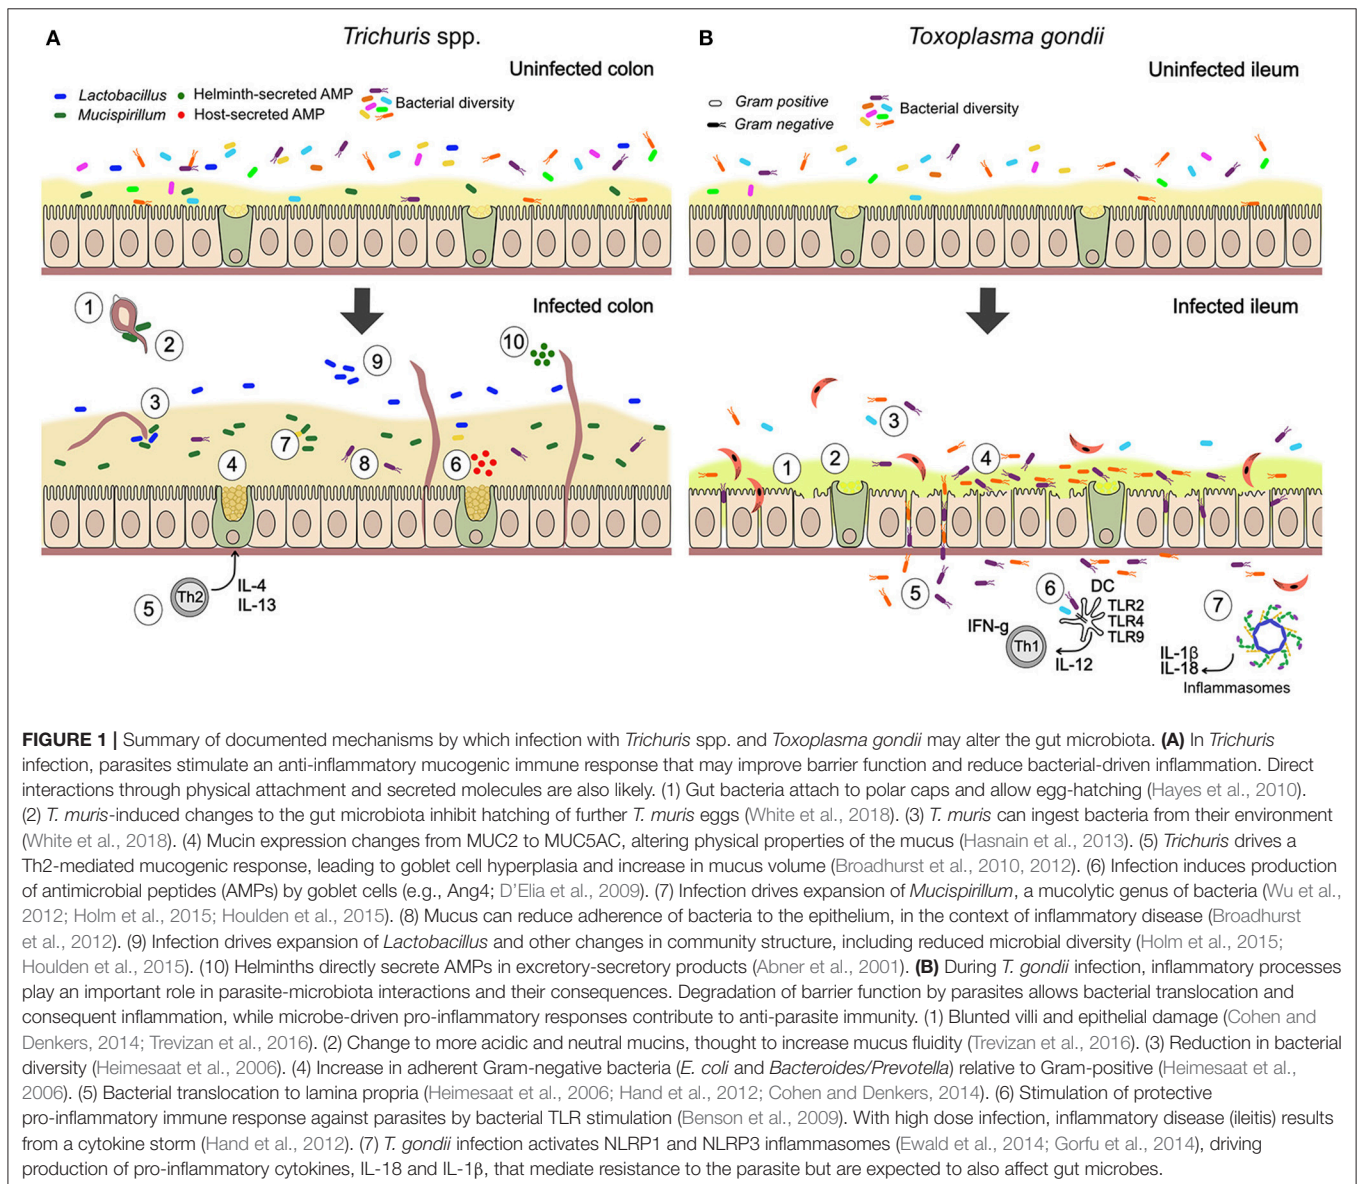 A
Trichuris spp.
Uninfected colon
Lactobacillus
Helminth-secreted AMP
Mucispirillum
Host-secreted AMP
Bacterial diversity
Infected colon
1
2
3
4
5
6
7
8
9
10
Th2
IL-4
IL-13
B
Toxoplasma gondii
Uninfected ileum
Gram positive
Gram negative
Bacterial diversity
Infected ileum
1
2
3
4
5
6
7
DC
TLR2
TLR4
TLR9
IFN-g
Th1
IL-12
IL-1β
IL-18
Inflammasomes
FIGURE 1 | Summary of documented mechanisms by which infection with Trichuris spp. and Toxoplasma gondii may alter the gut microbiota. (A) In Trichuris
infection, parasites stimulate an anti-inflammatory mucogenic immune response that may improve barrier function and reduce bacterial-driven inflammation. Direct
interactions through physical attachment and secreted molecules are also likely. (1) Gut bacteria attach to polar caps and allow egg-hatching (Hayes et al., 2010).
(2) T. muris-induced changes to the gut microbiota inhibit hatching of further T. muris eggs (White et al., 2018). (3) T. muris can ingest bacteria from their environment
(White et al., 2018). (4) Mucin expression changes from MUC2 to MUC5AC, altering physical properties of the mucus (Hasnain et al., 2013). (5) Trichuris drives a
Th2-mediated mucogenic response, leading to goblet cell hyperplasia and increase in mucus volume (Broadhurst et al., 2010, 2012). (6) Infection induces production
of antimicrobial peptides (AMPs) by goblet cells (e.g., Ang4; D'Elia et al., 2009). (7) Infection drives expansion of Mucispirillum, a mucolytic genus of bacteria (Wu et al.,
2012; Holm et al., 2015; Houlden et al., 2015). (8) Mucus can reduce adherence of bacteria to the epithelium, in the context of inflammatory disease (Broadhurst
et al., 2012). (9) Infection drives expansion of Lactobacillus and other changes in community structure, including reduced microbial diversity (Holm et al., 2015;
Houlden et al., 2015). (10) Helminths directly secrete AMPs in excretory-secretory products (Abner et al., 2001). (B) During T. gondii infection, inflammatory processes
play an important role in parasite-microbiota interactions and their consequences. Degradation of barrier function by parasites allows bacterial translocation and
consequent inflammation, while microbe-driven pro-inflammatory responses contribute to anti-parasite immunity. (1) Blunted villi and epithelial damage (Cohen and
Denkers, 2014; Trevizan et al., 2016). (2) Change to more acidic and neutral mucins, thought to increase mucus fluidity (Trevizan et al., 2016). (3) Reduction in bacterial
diversity (Heimesaat et al., 2006). (4) Increase in adherent Gram-negative bacteria (E. coli and Bacteroides/Prevotella) relative to Gram-positive (Heimesaat et al.,
2006). (5) Bacterial translocation to lamina propria (Heimesaat et al., 2006; Hand et al., 2012; Cohen and Denkers, 2014). (6) Stimulation of protective
pro-inflammatory immune response against parasites by bacterial TLR stimulation (Benson et al., 2009). With high dose infection, inflammatory disease (ileitis) results
from a cytokine storm (Hand et al., 2012). (7) T. gondii infection activates NLRP1 and NLRP3 inflammasomes (Ewald et al., 2014; Gorfu et al., 2014), driving
production of pro-inflammatory cytokines, IL-18 and IL-1β, that mediate resistance to the parasite but are expected to also affect gut microbes.